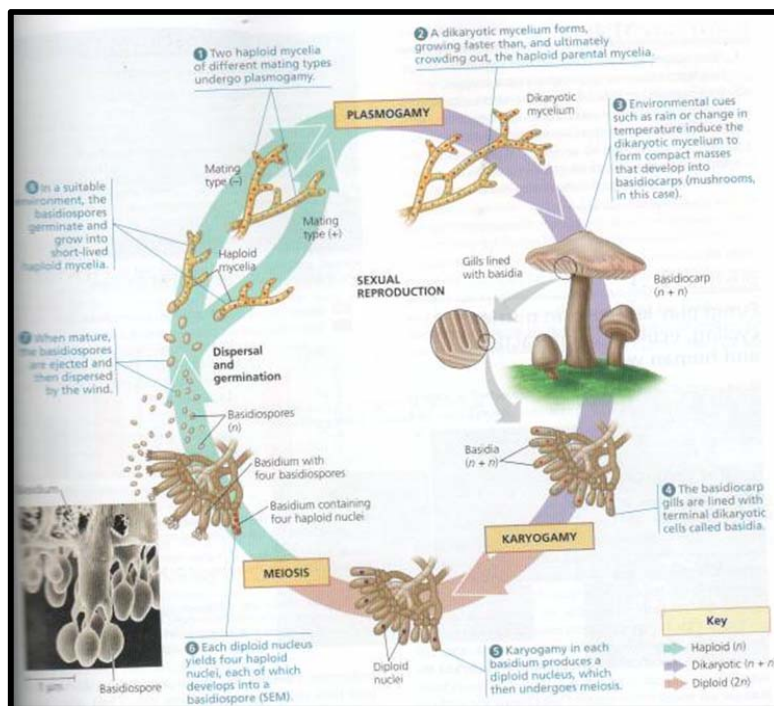 1 Two haploid mycelia
of different mating types
undergo plasmogamy.
2 A dikaryotic mycelium forms,
growing faster than, and ultimately
crowding out, the haploid parental mycelia.
PLASMOGAMY
Dikaryotic
mycelium
3 Environmental cues
such as rain or change in
temperature induce the
dikaryotic mycelium to
form compact masses
that develop into
basidiocarps (mushrooms,
in this case).
Mating
type (–)
Mating
type (+)
8 In a suitable
environment, the
basidiospores
germinate and
grow into
short-lived
haploid mycelia.
Haploid
mycelia
SEXUAL
REPRODUCTION
Gills lined
with basidia
Basidiocarp
(n + n)
7 When mature,
the basidiospores
are ejected and
then dispersed
by the wind.
Dispersal
and
germination
Basidiospores
(n)
Basidium with
four basidiospores
Basidium containing
four haploid nuclei
Basidia
(n + n)
4 The basidiocarp
gills are lined with
terminal dikaryotic
cells called basidia.
KARYOGAMY
MEIOSIS
Basidium
1 µm
Basidiospore
6 Each diploid nucleus
yields four haploid
nuclei, each of which
develops into a
basidiospore (SEM).
Diploid
nuclei
5 Karyogamy in each
basidium produces a
diploid nucleus, which
then undergoes meiosis.
Key
Haploid (n)
Dikaryotic (n + n)
Diploid (2n)